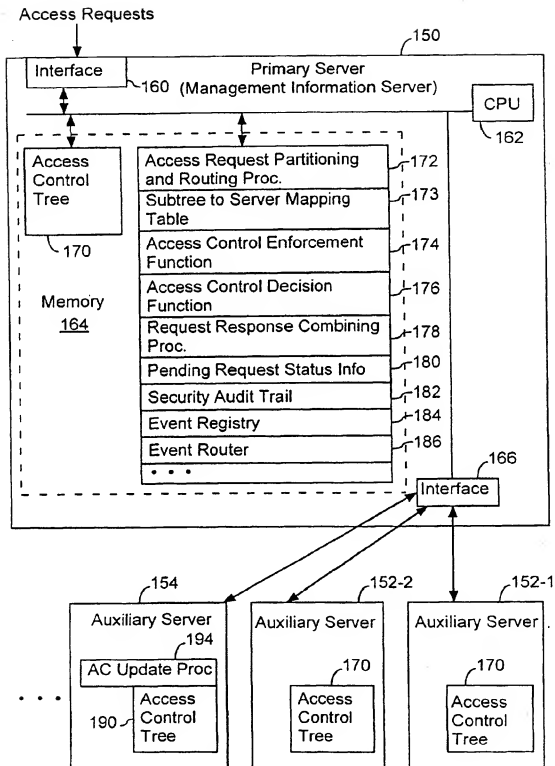 Access Requests
150
Interface
160
Primary Server
(Management Information Server)
CPU
162
Access
Control
Tree
170
Memory
164
Access Request Partitioning
and Routing Proc.
172
Subtree to Server Mapping
Table
173
Access Control Enforcement
Function
174
Access Control Decision
Function
176
Request Response Combining
Proc.
178
Pending Request Status Info
180
Security Audit Trail
182
Event Registry
184
Event Router
186
• • •
166
Interface
154
Auxiliary Server
194
AC Update Proc
190
Access
Control
Tree
152-2
Auxiliary Server
170
Access
Control
Tree
152-1
Auxiliary Server
170
Access
Control
Tree
• • •